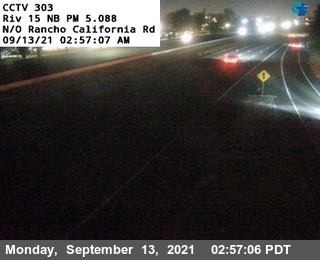 CCTV 303
Riv 15 NB PM 5.088
N/O Rancho California Rd
09/13/21 02:57:07 AM
Monday, September 13, 2021 02:57:06 PDT